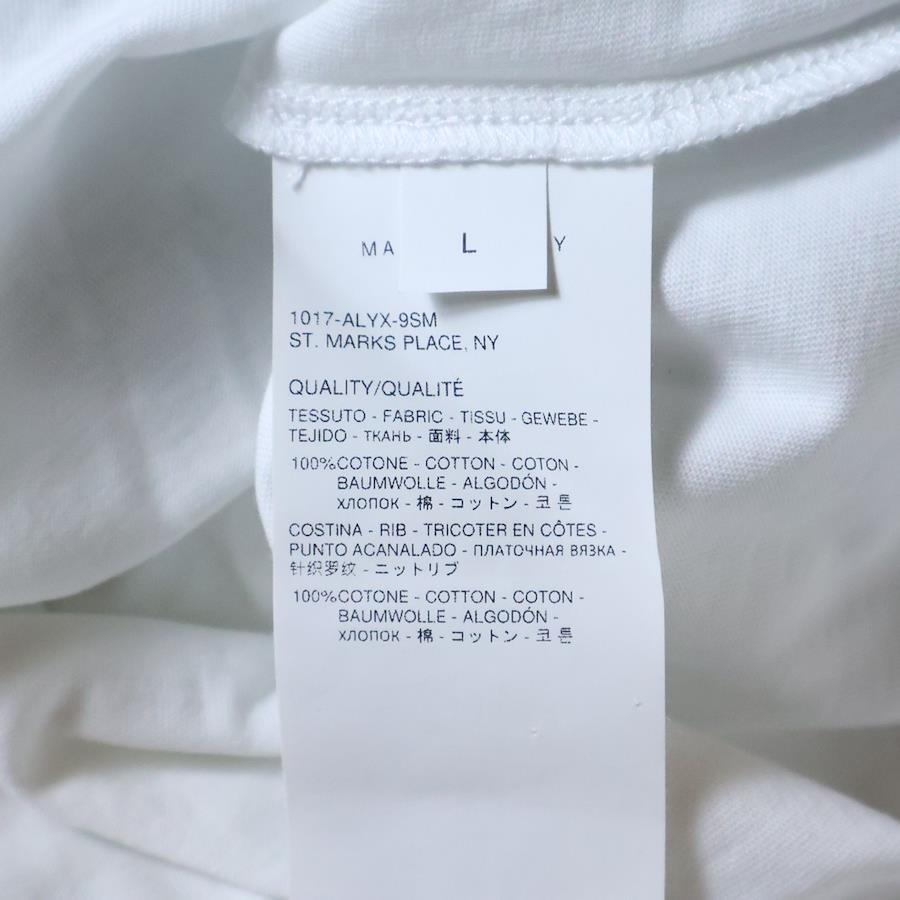 MA L Y
1017-ALYX-9SM
ST. MARKS PLACE, NY
QUALITY/QUALITÉ
TESSUTO - FABRIC - TISSU - GEWEBE -
TEJIDO - ТКАНЬ - 面料 - 本体
100%COTONE - COTTON - COTON -
BAUMWOLLE - ALGODÓN -
ХЛОПОК - 棉 - コットン - 코튼
COSTINA - RIB - TRICOTER EN CÔTES -
PUNTO ACANALADO - ПЛАТОЧНАЯ ВЯЗКА -
针织罗纹 - ニットリブ
100%COTONE - COTTON - COTON -
BAUMWOLLE - ALGODÓN -
ХЛОПОК - 棉 - コットン - 코튼